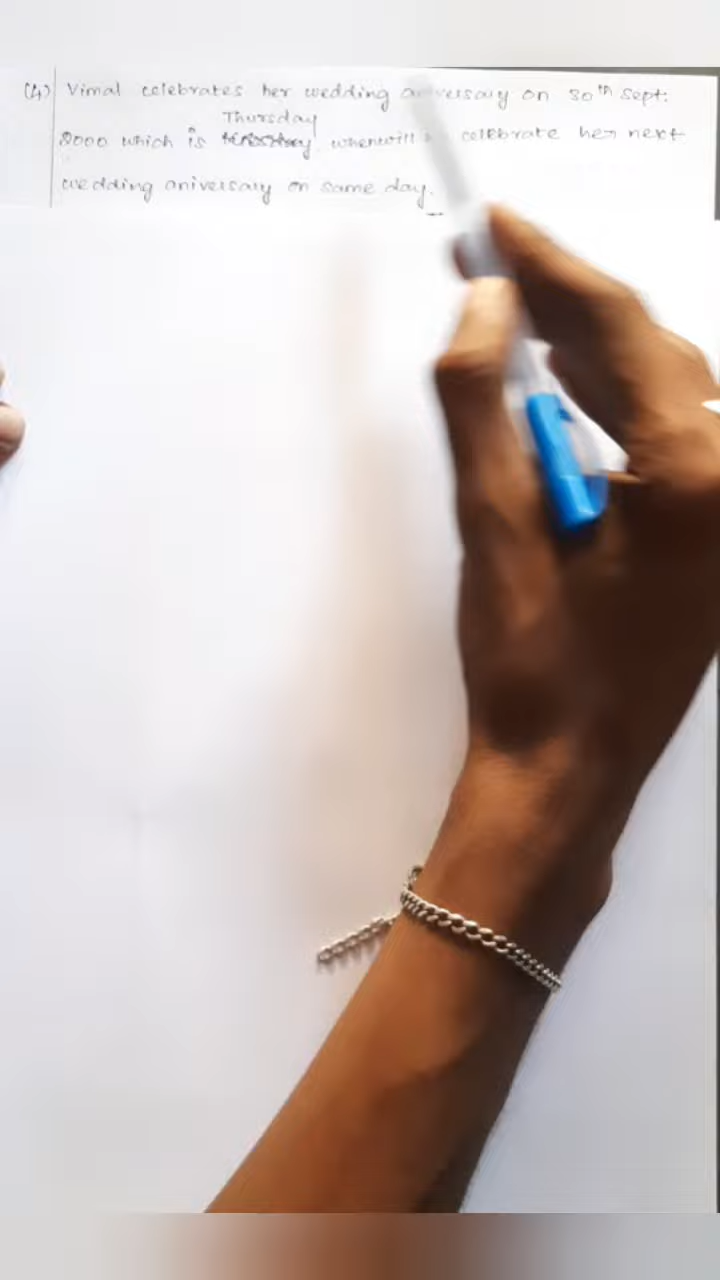 (4) Vimal celebrates her wedding aniversary on 30th Sept:
Thursday
2000 which is when will celebrate her next
wedding aniversary on same day.